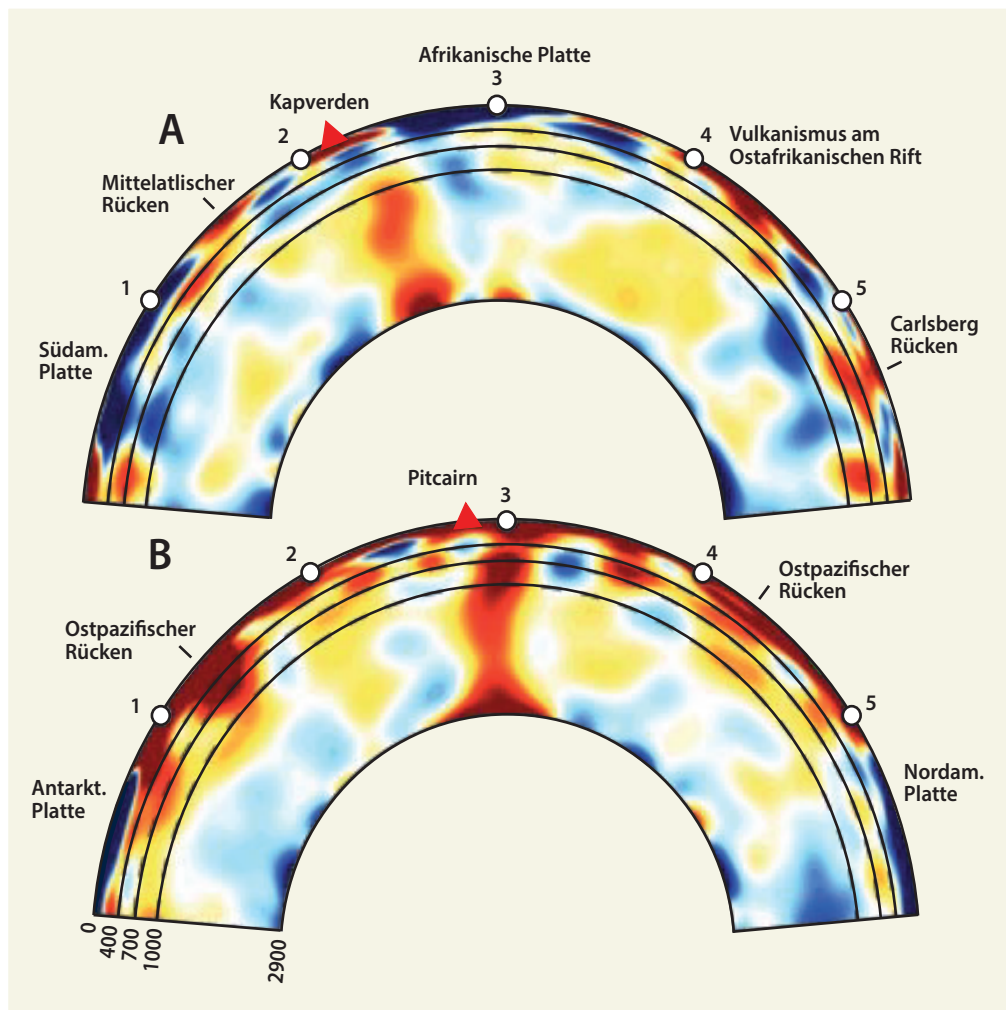 Afrikanische Platte
3
Kapverden
A
2
4
Vulkanismus am
Ostafrikanischen Rift
Mittelatlischer
Rücken
1
5
Südam.
Platte
Carlsberg
Rücken
Pitcairn
3
B
2
4
Ostpazifischer
Rücken
Ostpazifischer
Rücken
1
5
Antarkt.
Platte
Nordam.
Platte
0
400
700
1000
2900